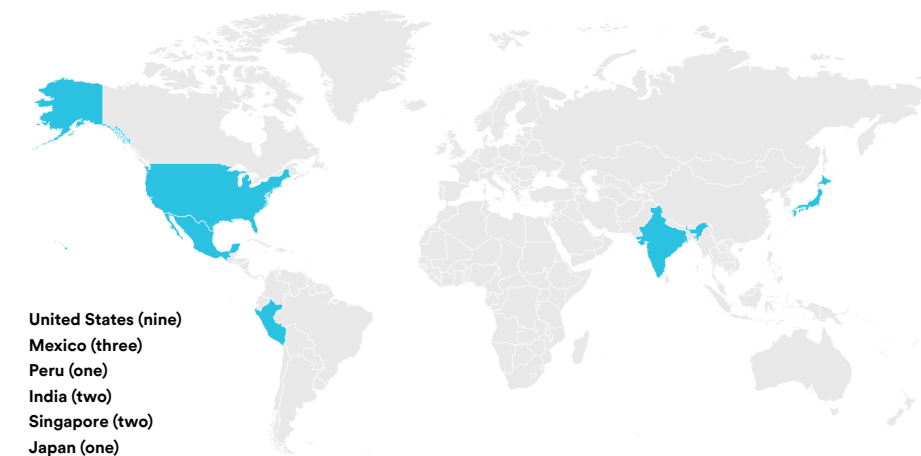 United States (nine)
Mexico (three)
Peru (one)
India (two)
Singapore (two)
Japan (one)